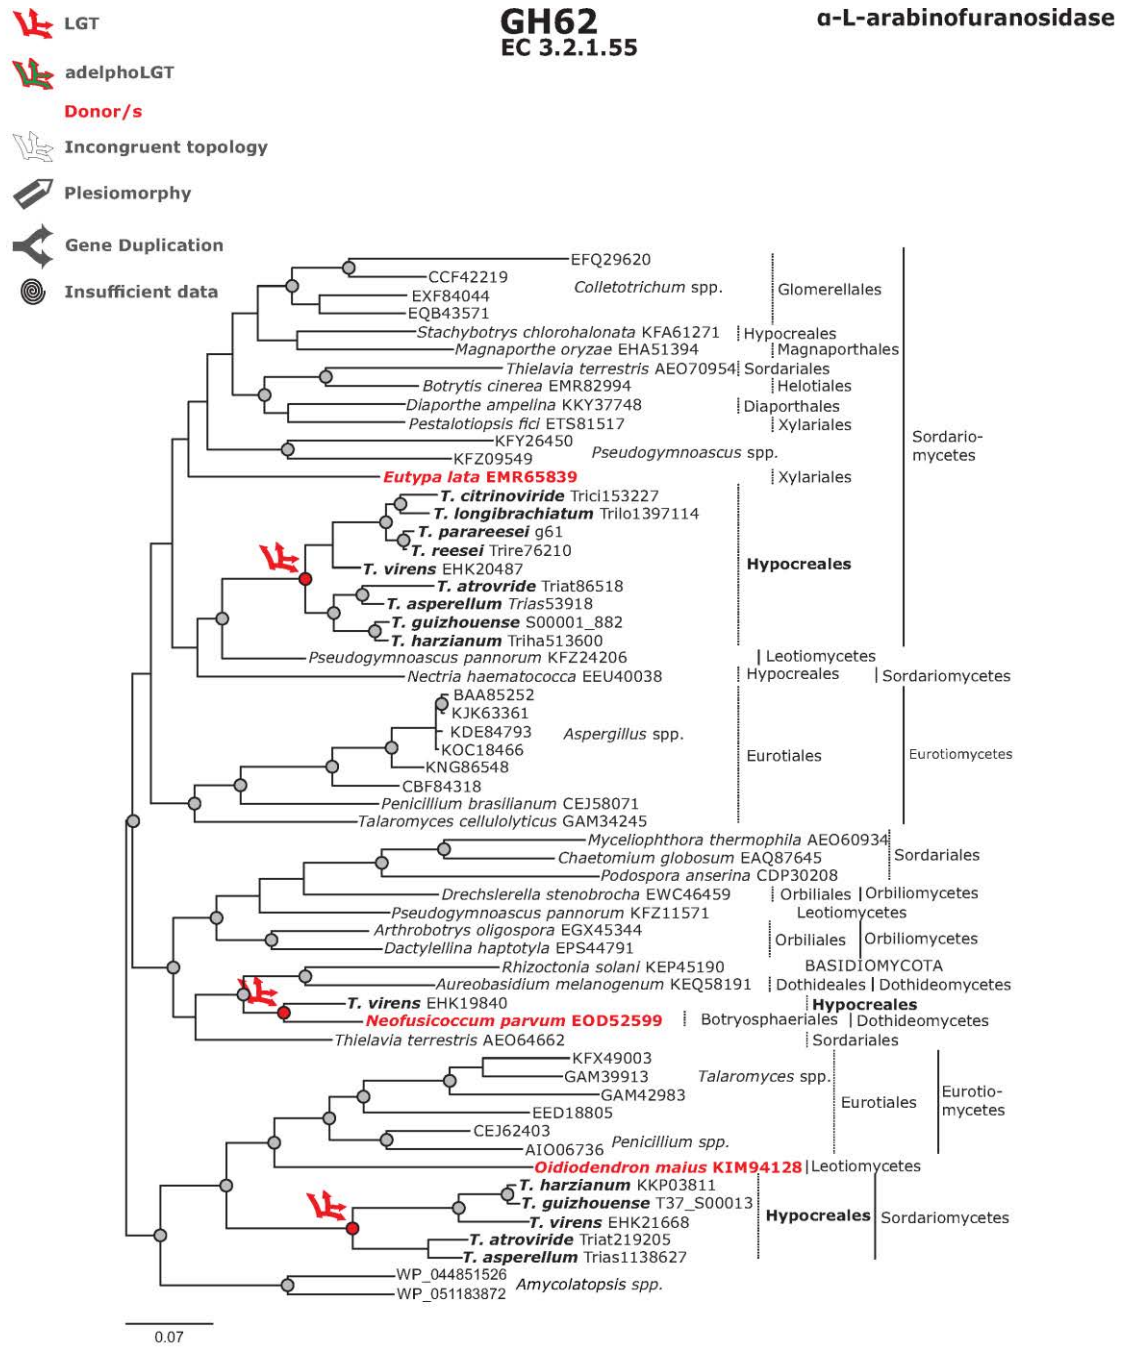 GH62
EC 3.2.1.55
α-L-arabinofuranosidase
LGT
adelphoLGT
Donor/s
Incongruent topology
Plesiomorphy
Gene Duplication
Insufficient data
EFQ29620
CCF42219
Colletotrichum spp.
Glomerellales
EXF84044
EQB43571
Stachybotrys chlorohalonata KFA61271 Hypocreales
Magnaporthe oryzae EHA51394 Magnaporthales
Thielavia terrestris AEO70954 Sordariales
Botrytis cinerea EMR82994 Helotiales
Diaporthe ampelina KKY37748 Diaporthales
Pestalotiopsis fici ETS81517 Xylariales
KFY26450
Pseudogymnoascus spp.
KFZ09549
Sordario-
mycetes
Eutypa lata EMR65839 Xylariales
T. citrinoviride Trici153227
T. longibrachiatum Trilo1397114
T. parareesei g61
T. reesei Trire76210
T. virens EHK20487
Hypocreales
T. atrovride Triat86518
T. asperellum Trias53918
T. guizhouense S00001_882
T. harzianum Triha513600
Pseudogymnoascus pannorum KFZ24206 Leotiomycetes
Nectria haematococca EEU40038 Hypocreales Sordariomycetes
BAA85252
KJK63361
KDE84793
Aspergillus spp.
KOC18466
Eurotiales
Eurotiomycetes
KNG86548
CBF84318
Penicillium brasilianum CEJ58071
Talaromyces cellulolyticus GAM34245
Myceliophthora thermophila AEO60934
Chaetomium globosum EAQ87645
Sordariales
Podospora anserina CDP30208
Drechslerella stenobrocha EWC46459 Orbiliales Orbiliomycetes
Pseudogymnoascus pannorum KFZ11571 Leotiomycetes
Arthrobotrys oligospora EGX45344
Orbiliales Orbiliomycetes
Dactylellina haptotyla EPS44791
Rhizoctonia solani KEP45190 BASIDIOMYCOTA
Aureobasidium melanogenum KEQ58191 Dothideales Dothideomycetes
T. virens EHK19840 Hypocreales
Neofusicoccum parvum EOD52599 Botryosphaeriales Dothideomycetes
Thielavia terrestris AEO64662 Sordariales
KFX49003
GAM39913
Talaromyces spp.
GAM42983
Eurotiales
Eurotio-
mycetes
EED18805
CEJ62403
AIO06736
Penicillium spp.
Oidiodendron maius KIM94128 Leotiomycetes
T. harzianum KKP03811
T. guizhouense T37_S00013
Hypocreales Sordariomycetes
T. virens EHK21668
T. atroviride Triat219205
T. asperellum Trias1138627
WP_044851526
Amycolatopsis spp.
WP_051183872
0.07